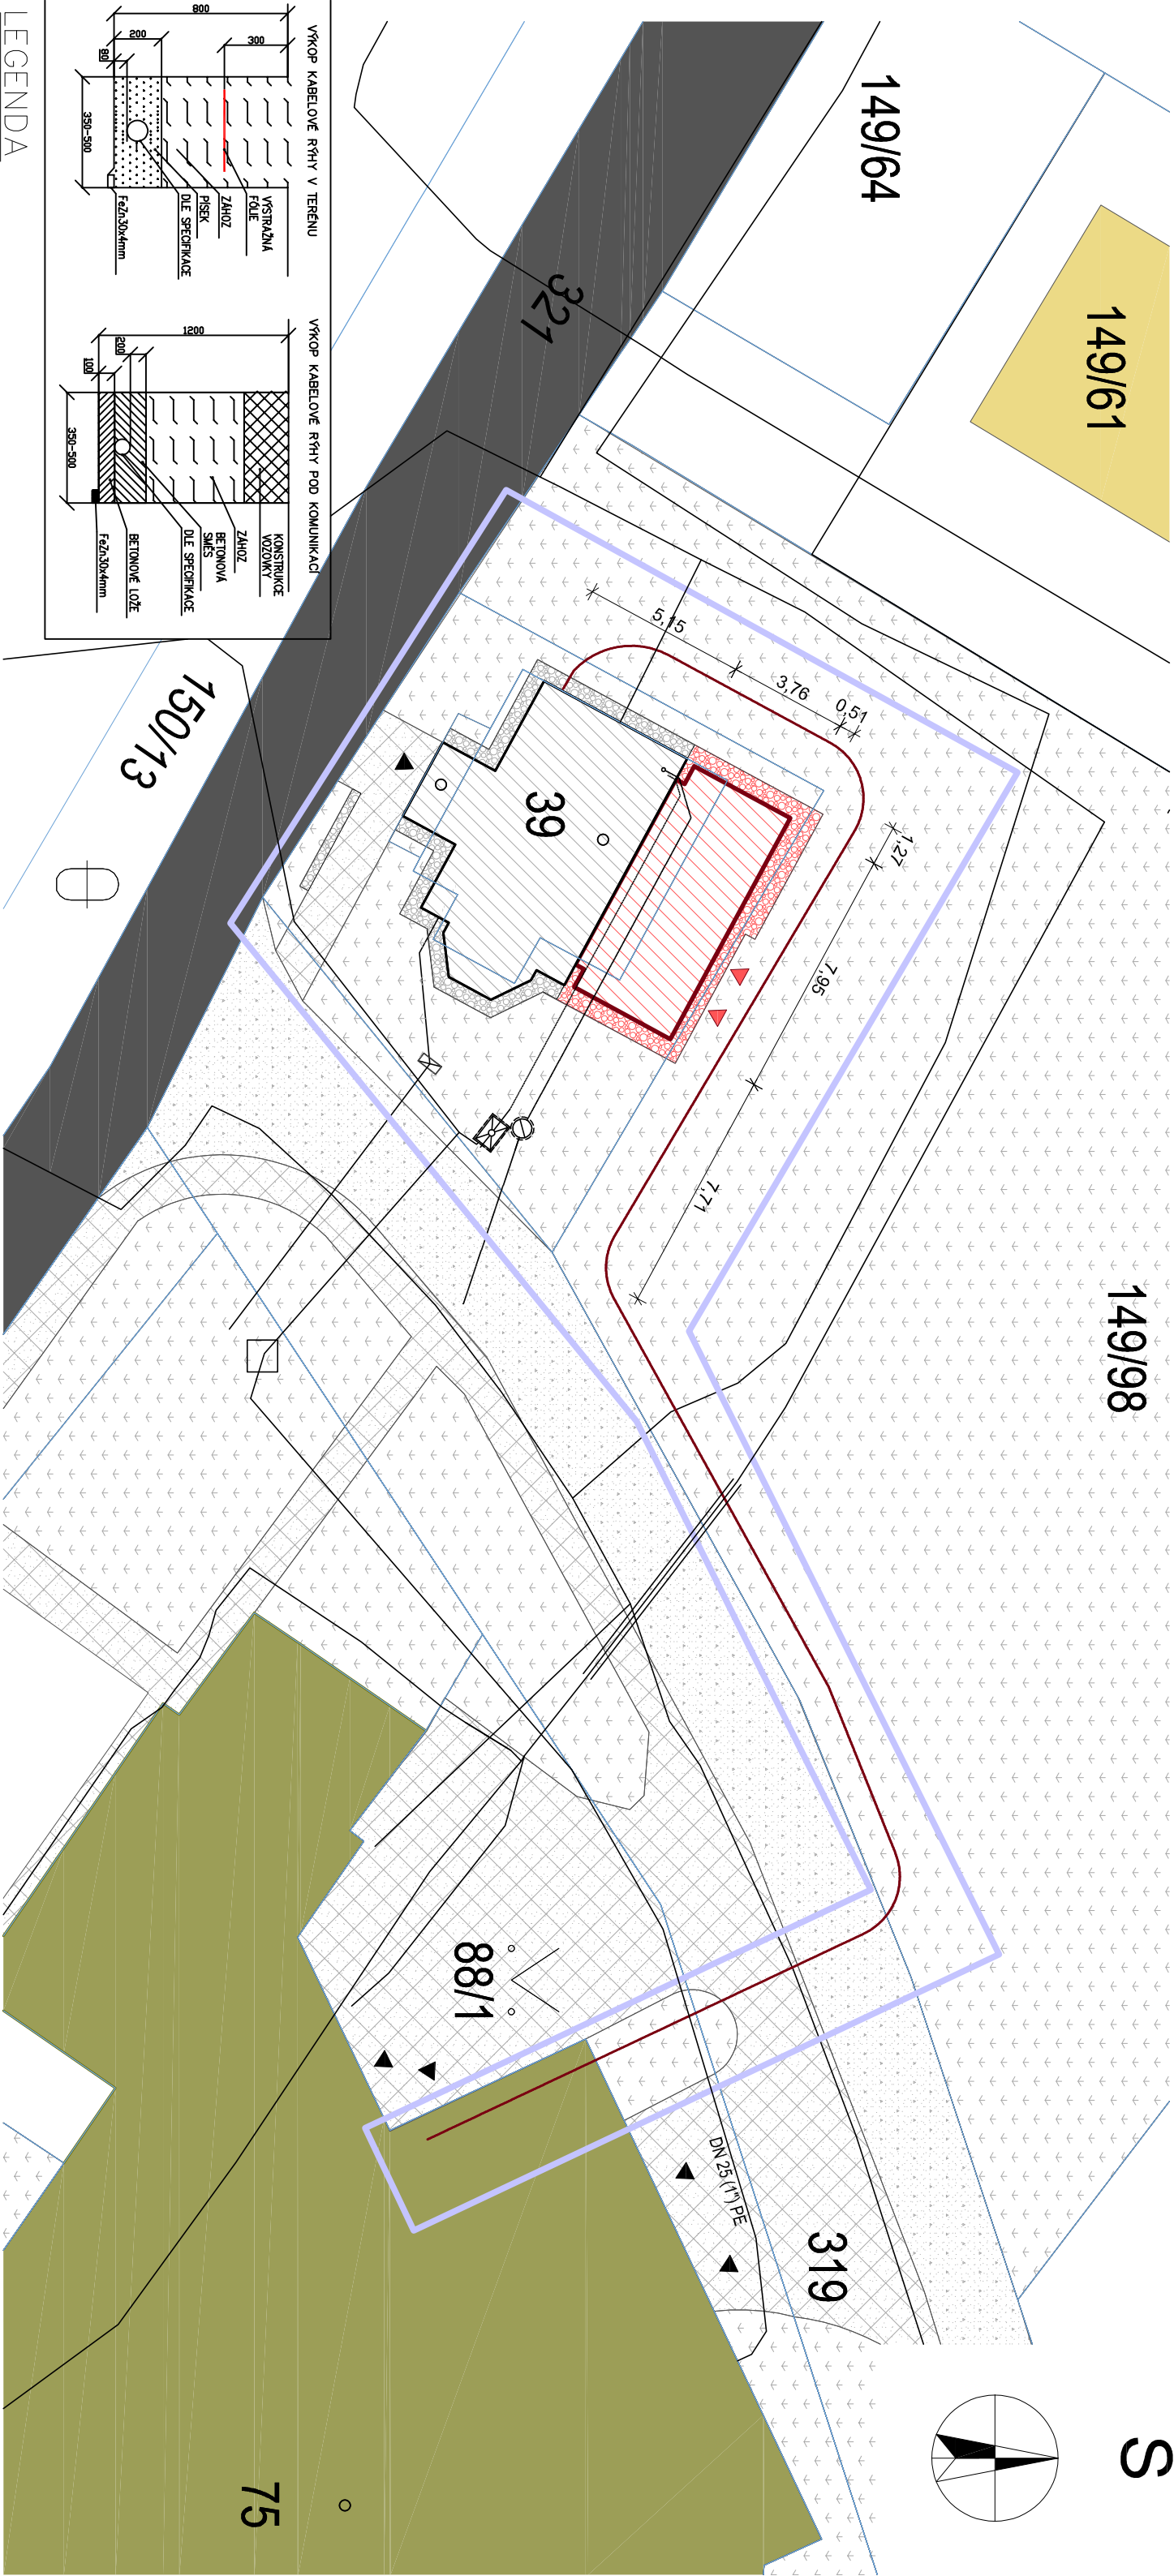 S
149/64
149/61
149/98
321
150/13
39
88/1
319
75
5,15
3,76
0,51
1,27
7,95
7,71
DN 25 (1") PE
VÝKOP KABELOVÉ RÝHY V TERÉNU
800
300
200
80
350-500
VÝSTRAŽNÁ
FÓLIE
ZÁHOZ
PÍSEK
DLE SPECIFIKACE
FeZn30x4mm
VÝKOP KABELOVÉ RÝHY POD KOMUNIKACÍ
1200
200
100
350-500
KONSTRUKCE
VOZOVKY
ZÁHOZ
BETONOVÁ
SMĚS
DLE SPECIFIKACE
BETONOVÉ LOŽE
FeZn30x4mm
LEGENDA